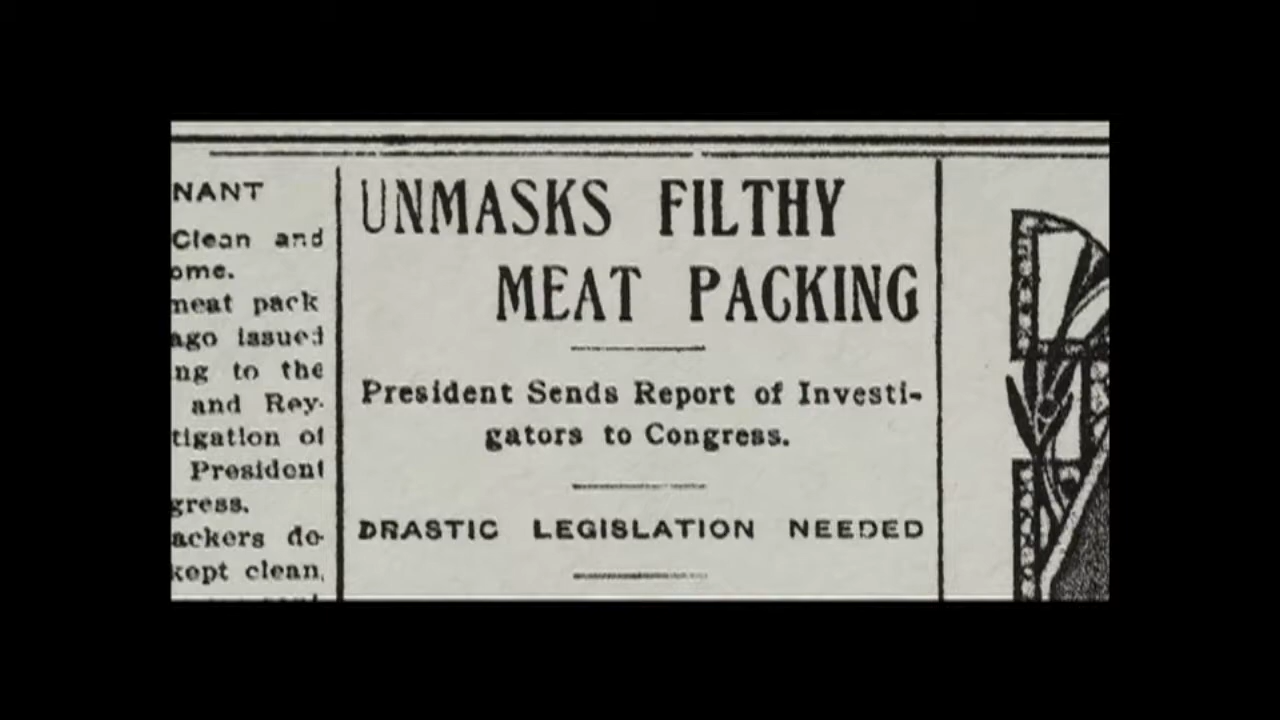 NANT
Clean and
ome.
meat pack
ago issued
ng to the
and Rey-
tigation of
President
gress.
ackers do-
kept clean,
UNMASKS FILTHY
MEAT PACKING
President Sends Report of Investi-
gators to Congress.
DRASTIC LEGISLATION NEEDED